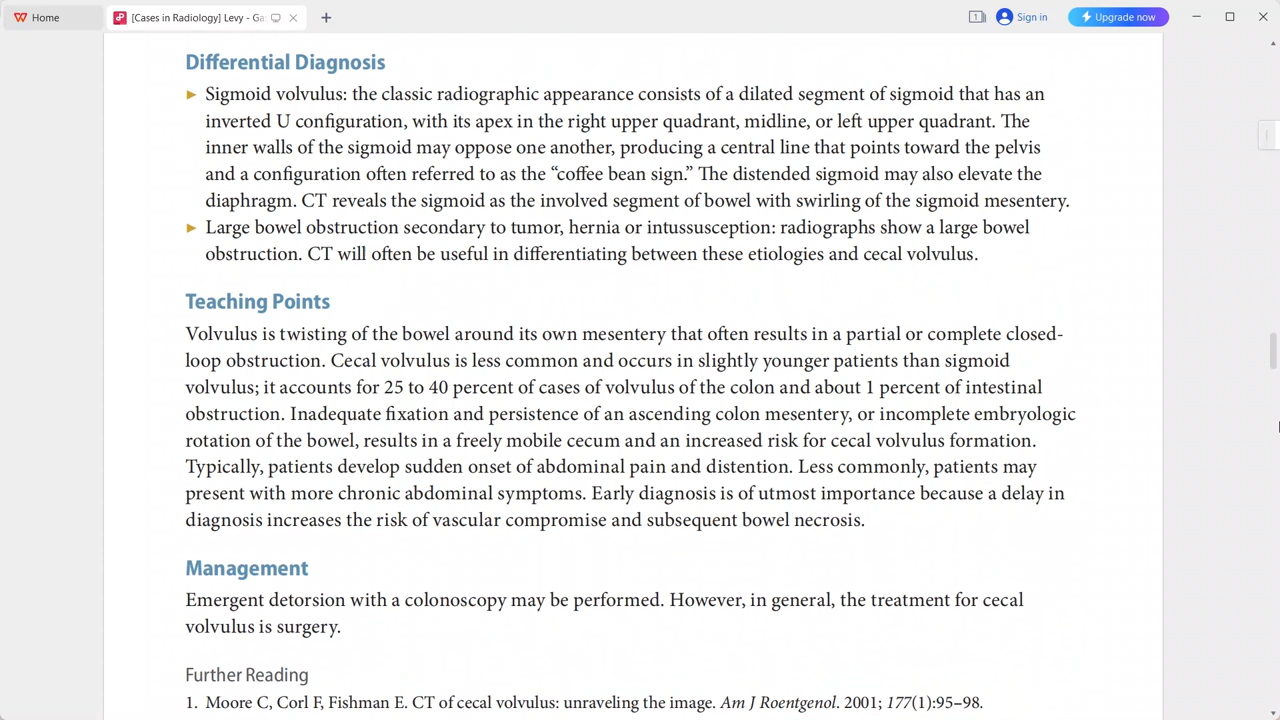 Home
[Cases in Radiology] Levy - Ga
1
Sign in
Upgrade now
Differential Diagnosis
► Sigmoid volvulus: the classic radiographic appearance consists of a dilated segment of sigmoid that has an
inverted U configuration, with its apex in the right upper quadrant, midline, or left upper quadrant. The
inner walls of the sigmoid may oppose one another, producing a central line that points toward the pelvis
and a configuration often referred to as the “coffee bean sign.” The distended sigmoid may also elevate the
diaphragm. CT reveals the sigmoid as the involved segment of bowel with swirling of the sigmoid mesentery.
► Large bowel obstruction secondary to tumor, hernia or intussusception: radiographs show a large bowel
obstruction. CT will often be useful in differentiating between these etiologies and cecal volvulus.
Teaching Points
Volvulus is twisting of the bowel around its own mesentery that often results in a partial or complete closed-
loop obstruction. Cecal volvulus is less common and occurs in slightly younger patients than sigmoid
volvulus; it accounts for 25 to 40 percent of cases of volvulus of the colon and about 1 percent of intestinal
obstruction. Inadequate fixation and persistence of an ascending colon mesentery, or incomplete embryologic
rotation of the bowel, results in a freely mobile cecum and an increased risk for cecal volvulus formation.
Typically, patients develop sudden onset of abdominal pain and distention. Less commonly, patients may
present with more chronic abdominal symptoms. Early diagnosis is of utmost importance because a delay in
diagnosis increases the risk of vascular compromise and subsequent bowel necrosis.
Management
Emergent detorsion with a colonoscopy may be performed. However, in general, the treatment for cecal
volvulus is surgery.
Further Reading
1. Moore C, Corl F, Fishman E. CT of cecal volvulus: unraveling the image. Am J Roentgenol. 2001; 177(1):95–98.